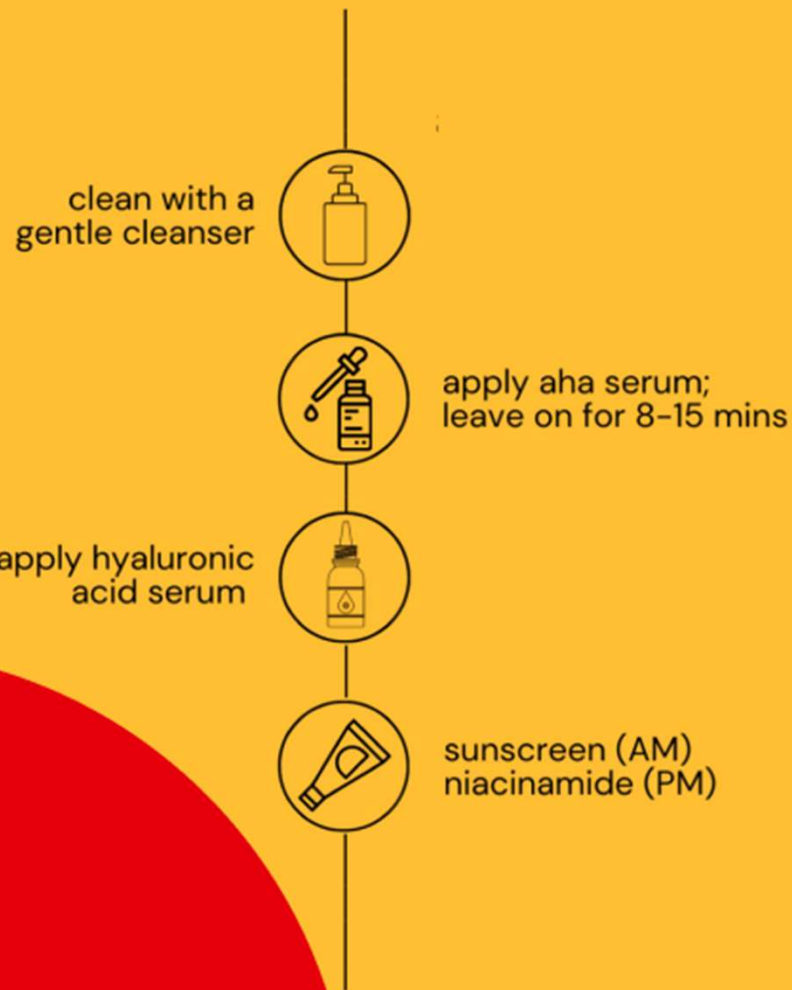 clean with a
gentle cleanser
apply aha serum;
leave on for 8-15 mins
apply hyaluronic
acid serum
sunscreen (AM)
niacinamide (PM)